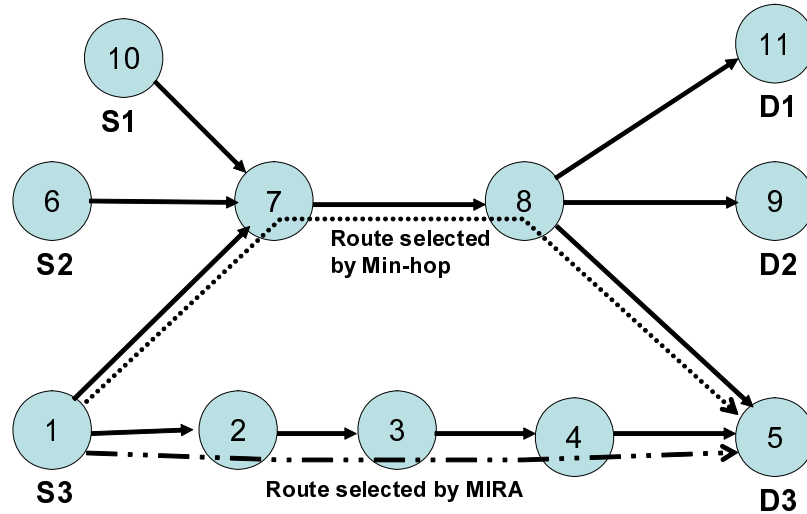 10
S1
11
D1
6
S2
7
8
9
D2
Route selected
by Min-hop
1
S3
2
3
4
5
D3
Route selected by MIRA